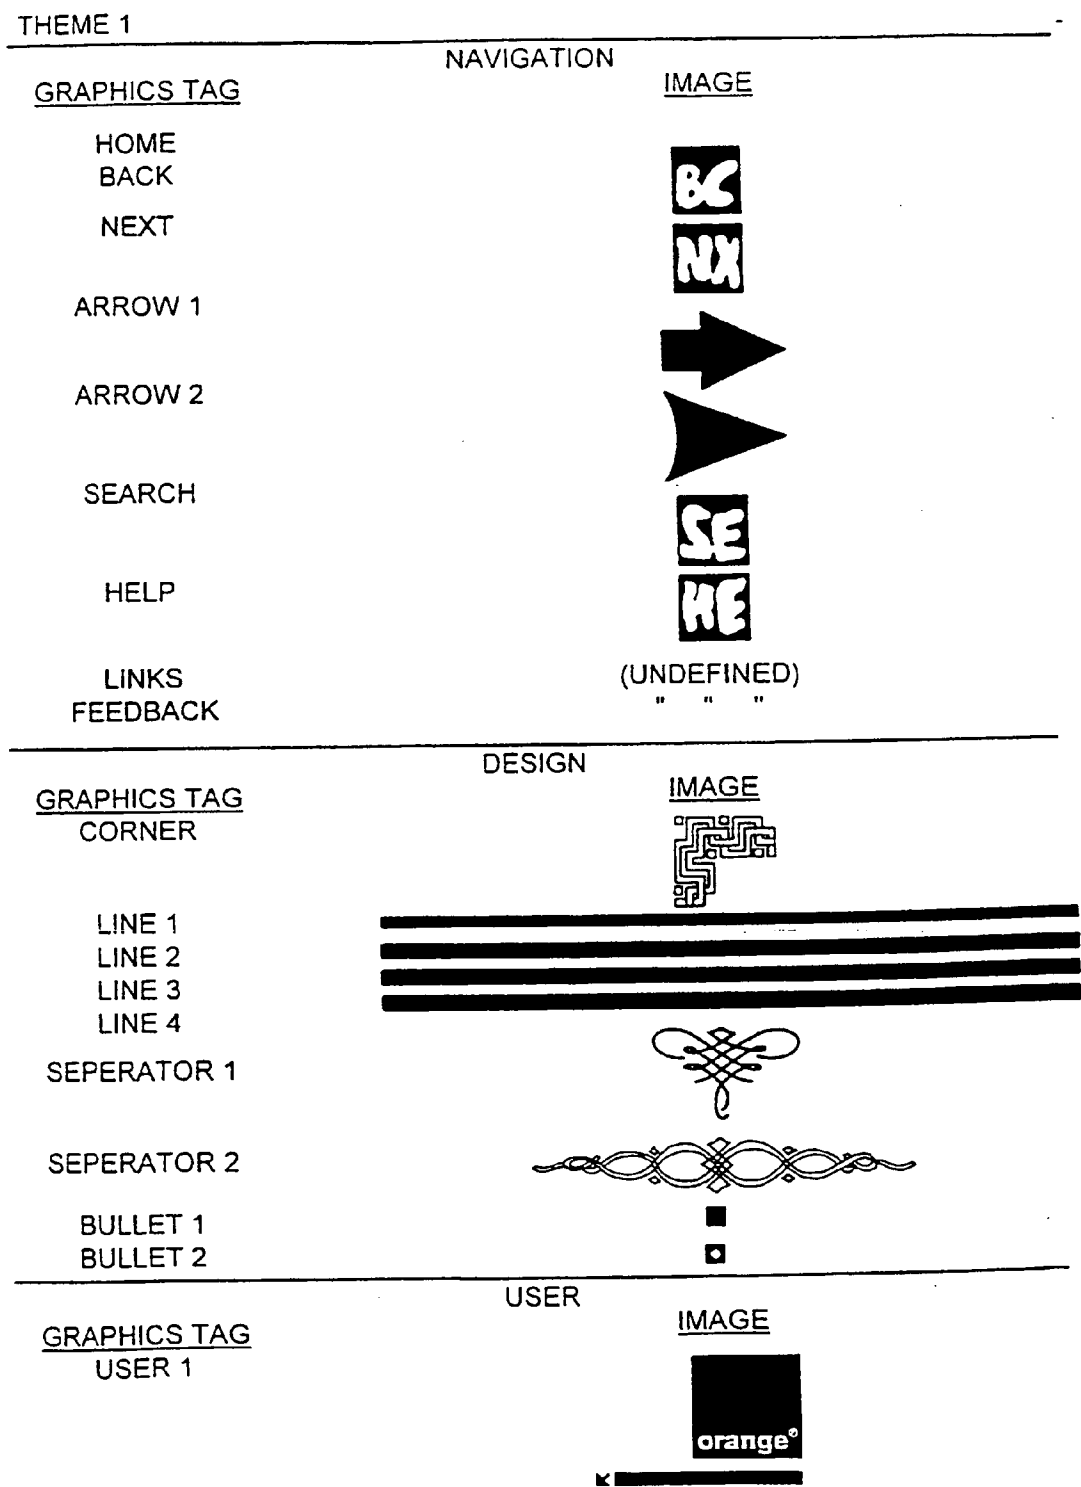 THEME 1
NAVIGATION
GRAPHICS TAG IMAGE
HOME
BACK BC
NEXT NX
ARROW 1
ARROW 2
SEARCH SE
HELP HE
LINKS (UNDEFINED)
FEEDBACK " " "
DESIGN
GRAPHICS TAG IMAGE
CORNER
LINE 1
LINE 2
LINE 3
LINE 4
SEPERATOR 1
SEPERATOR 2
BULLET 1
BULLET 2
USER
GRAPHICS TAG IMAGE
USER 1
orange®